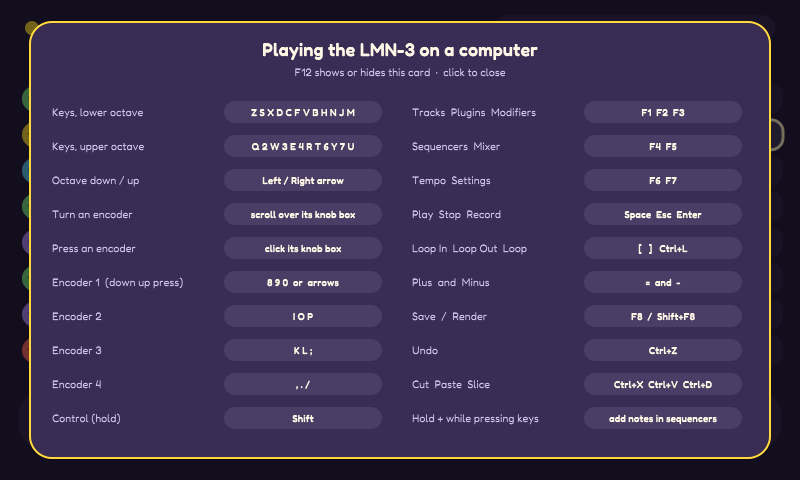 Playing the LMN-3 on a computer
F12 shows or hides this card · click to close
Keys, lower octave
Z S X D C F V B H N J M
Keys, upper octave
Q 2 W 3 E 4 R T 6 Y 7 U
Octave down / up
Left / Right arrow
Turn an encoder
scroll over its knob box
Press an encoder
click its knob box
Encoder 1 (down up press)
8 9 0 or arrows
Encoder 2
I O P
Encoder 3
K L ;
Encoder 4
, . /
Control (hold)
Shift
Tracks Plugins Modifiers
F1 F2 F3
Sequencers Mixer
F4 F5
Tempo Settings
F6 F7
Play Stop Record
Space Esc Enter
Loop In Loop Out Loop
[ ] Ctrl+L
Plus and Minus
= and -
Save / Render
F8 / Shift+F8
Undo
Ctrl+Z
Cut Paste Slice
Ctrl+X Ctrl+V Ctrl+D
Hold + while pressing keys
add notes in sequencers